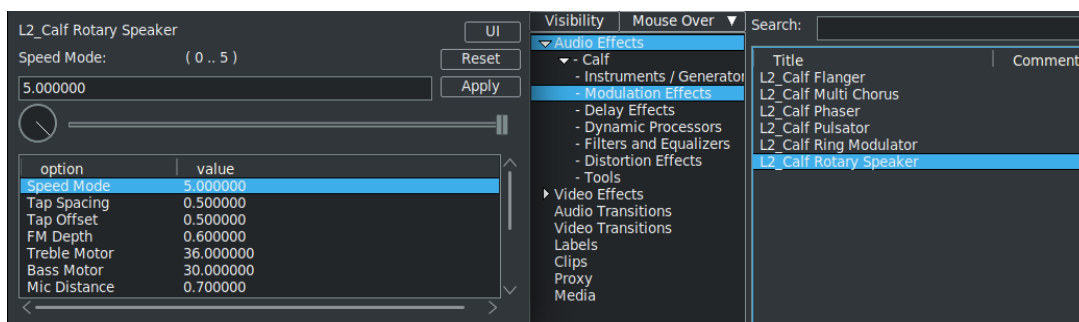 L2_Calf Rotary Speaker
UI
Speed Mode: ( 0 .. 5 )
Reset
5.000000
Apply
option value
Speed Mode 5.000000
Tap Spacing 0.500000
Tap Offset 0.500000
FM Depth 0.600000
Treble Motor 36.000000
Bass Motor 30.000000
Mic Distance 0.700000
Visibility Mouse Over
Audio Effects
- Calf
- Instruments / Generator
- Modulation Effects
- Delay Effects
- Dynamic Processors
- Filters and Equalizers
- Distortion Effects
- Tools
Video Effects
Audio Transitions
Video Transitions
Labels
Clips
Proxy
Media
Search:
Title Comment
L2_Calf Flanger
L2_Calf Multi Chorus
L2_Calf Phaser
L2_Calf Pulsator
L2_Calf Ring Modulator
L2_Calf Rotary Speaker